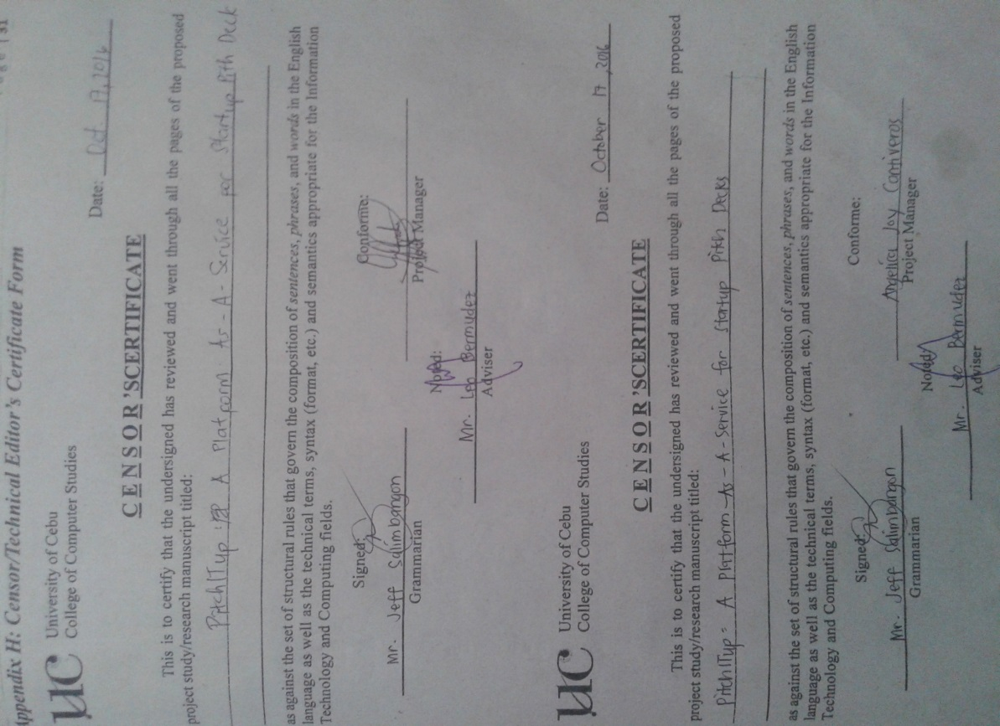 Appendix H: Censor/Technical Editor's Certificate Form
UC
University of Cebu
College of Computer Studies
Date: Oct 17, 2016
CENSOR'SCERTIFICATE
This is to certify that the undersigned has reviewed and went through all the pages of the proposed
project study/research manuscript titled:
PitchITup : A Platform As - A - Service for Startup Pith Deck
as against the set of structural rules that govern the composition of sentences, phrases, and words in the English
language as well as the technical terms, syntax (format, etc.) and semantics appropriate for the Information
Technology and Computing fields.
Signed: Conforme:
Mr. Jeff Salimbangon
Grammarian Project Manager
Noted:
Mr. Leo Bermudez
Adviser
UC
University of Cebu
College of Computer Studies
Date: October 17, 2016
CENSOR'SCERTIFICATE
This is to certify that the undersigned has reviewed and went through all the pages of the proposed
project study/research manuscript titled:
PitchITup : A Platform - As - A - Service for Startup Pitch Decks
as against the set of structural rules that govern the composition of sentences, phrases, and words in the English
language as well as the technical terms, syntax (format, etc.) and semantics appropriate for the Information
Technology and Computing fields.
Signed: Conforme:
Mr. Jeff Salimbangon Angelica Joy Contiveros
Grammarian Project Manager
Noted:
Mr. Leo Bermudez
Adviser